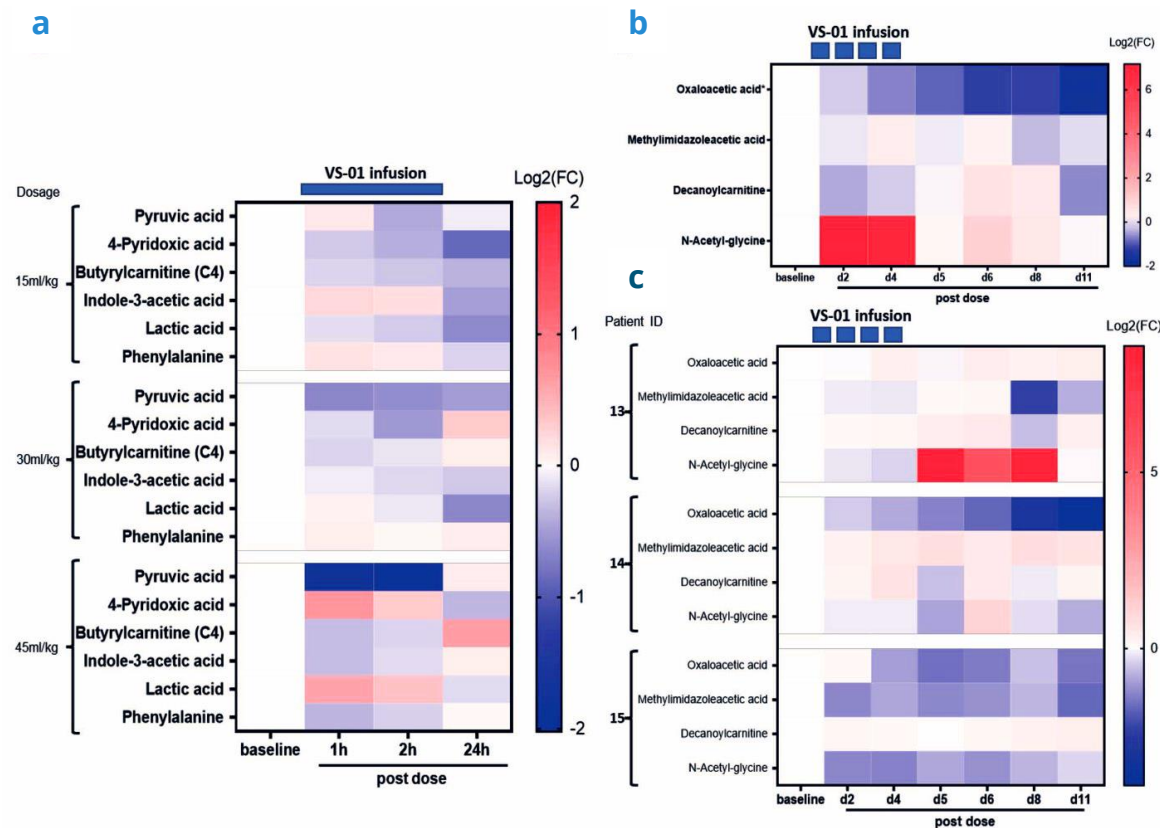 a
VS-01 infusion
Dosage
Log2(FC)
15ml/kg
Pyruvic acid
4-Pyridoxic acid
Butyrylcarnitine (C4)
Indole-3-acetic acid
Lactic acid
Phenylalanine
30ml/kg
Pyruvic acid
4-Pyridoxic acid
Butyrylcarnitine (C4)
Indole-3-acetic acid
Lactic acid
Phenylalanine
45ml/kg
Pyruvic acid
4-Pyridoxic acid
Butyrylcarnitine (C4)
Indole-3-acetic acid
Lactic acid
Phenylalanine
baseline 1h 2h 24h
post dose
2
1
0
-1
-2
b
VS-01 infusion
Log2(FC)
Oxaloacetic acid*
Methylimidazoleacetic acid
Decanoylcarnitine
N-Acetyl-glycine
baseline d2 d4 d5 d6 d8 d11
post dose
6
4
2
0
-2
c
VS-01 infusion
Patient ID
Log2(FC)
13
Oxaloacetic acid
Methylimidazoleacetic acid
Decanoylcarnitine
N-Acetyl-glycine
14
Oxaloacetic acid
Methylimidazoleacetic acid
Decanoylcarnitine
N-Acetyl-glycine
15
Oxaloacetic acid
Methylimidazoleacetic acid
Decanoylcarnitine
N-Acetyl-glycine
baseline d2 d4 d5 d6 d8 d11
post dose
5
0